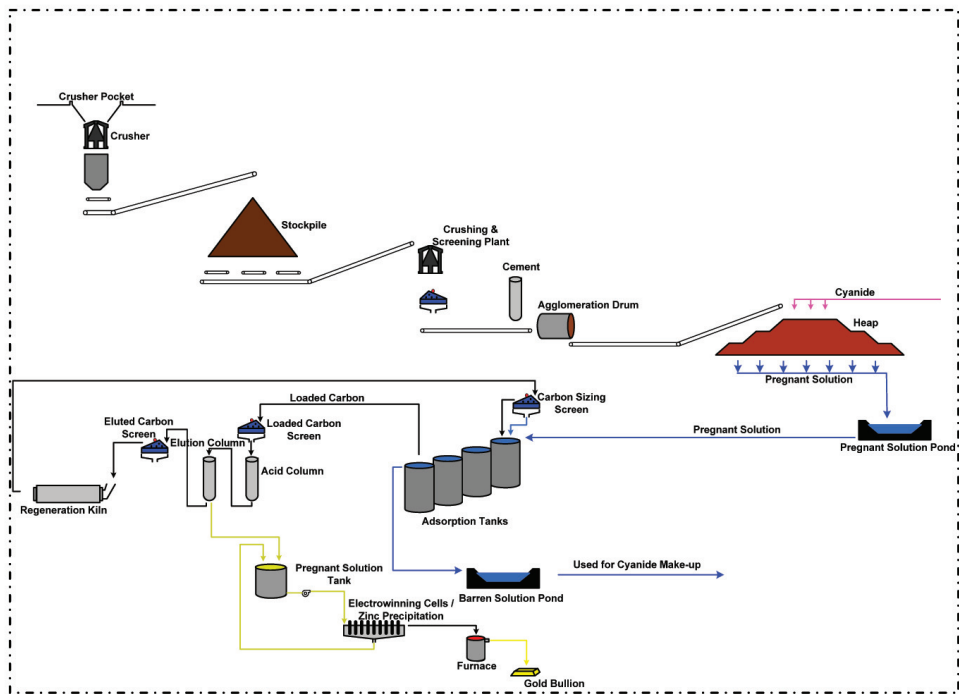 Crusher Pocket
Crusher
Stockpile
Crushing &
Screening Plant
Cement
Agglomeration Drum
Cyanide
Heap
Pregnant Solution
Pregnant Solution Pond
Pregnant Solution
Carbon Sizing
Screen
Loaded Carbon
Loaded Carbon
Screen
Eluted Carbon
Screen
Elution Column
Acid Column
Regeneration Kiln
Adsorption Tanks
Pregnant Solution
Tank
Barren Solution Pond
Used for Cyanide Make-up
Electrowinning Cells /
Zinc Precipitation
Furnace
Gold Bullion